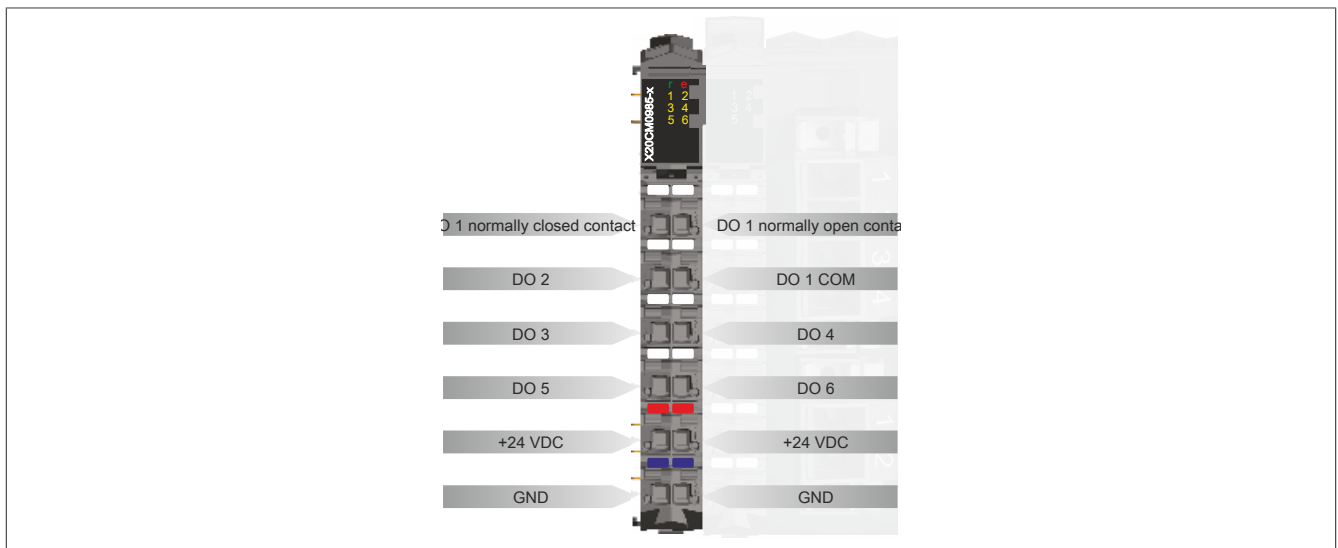 r e
1 2
3 4
5 6
X20CM0985-x
O 1 normally closed contact
DO 1 normally open conta
DO 2
DO 1 COM
DO 3
DO 4
DO 5
DO 6
+24 VDC
+24 VDC
GND
GND